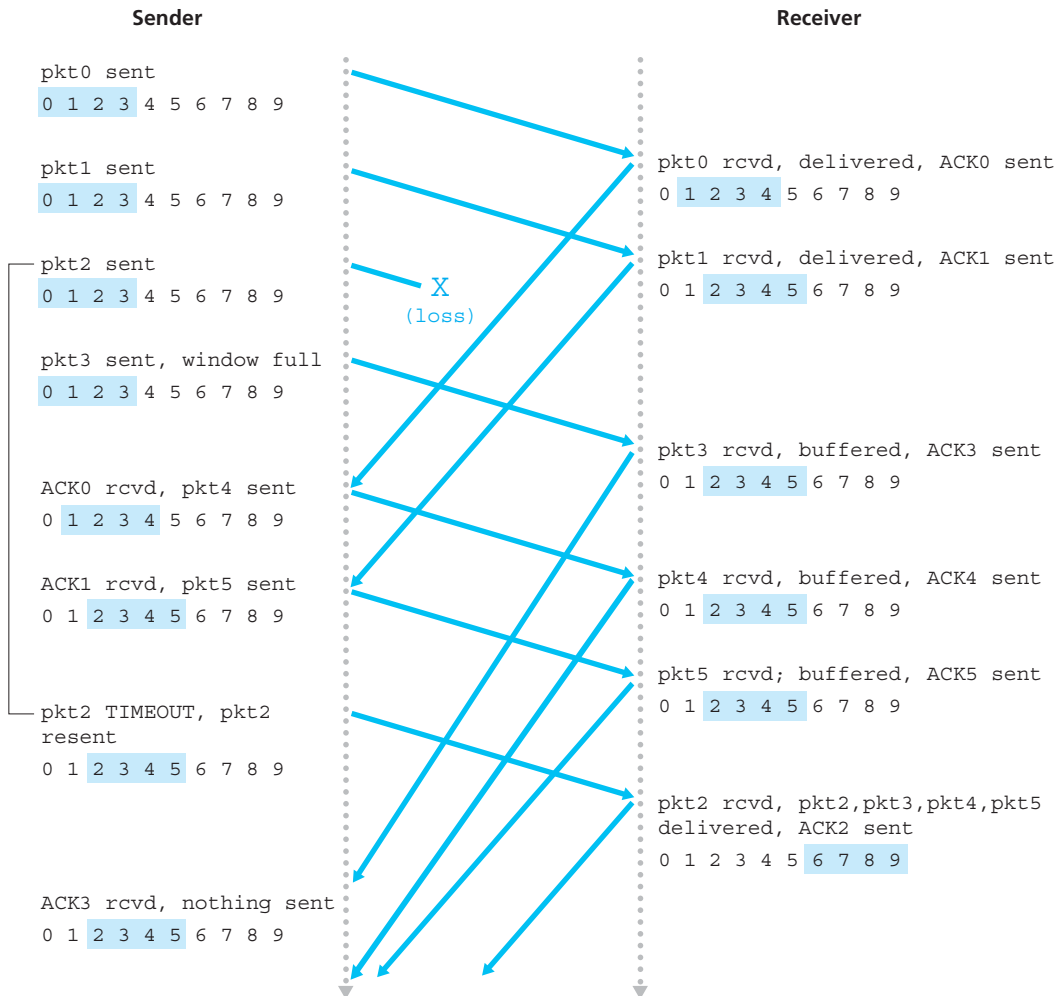 Sender
Receiver
pkt0 sent
0 1 2 3 4 5 6 7 8 9
pkt0 rcvd, delivered, ACK0 sent
0 1 2 3 4 5 6 7 8 9
pkt1 sent
0 1 2 3 4 5 6 7 8 9
pkt1 rcvd, delivered, ACK1 sent
0 1 2 3 4 5 6 7 8 9
pkt2 sent
0 1 2 3 4 5 6 7 8 9
X
(loss)
pkt3 sent, window full
0 1 2 3 4 5 6 7 8 9
pkt3 rcvd, buffered, ACK3 sent
0 1 2 3 4 5 6 7 8 9
ACK0 rcvd, pkt4 sent
0 1 2 3 4 5 6 7 8 9
pkt4 rcvd, buffered, ACK4 sent
0 1 2 3 4 5 6 7 8 9
ACK1 rcvd, pkt5 sent
0 1 2 3 4 5 6 7 8 9
pkt5 rcvd; buffered, ACK5 sent
0 1 2 3 4 5 6 7 8 9
pkt2 TIMEOUT, pkt2
resent
0 1 2 3 4 5 6 7 8 9
pkt2 rcvd, pkt2,pkt3,pkt4,pkt5
delivered, ACK2 sent
0 1 2 3 4 5 6 7 8 9
ACK3 rcvd, nothing sent
0 1 2 3 4 5 6 7 8 9